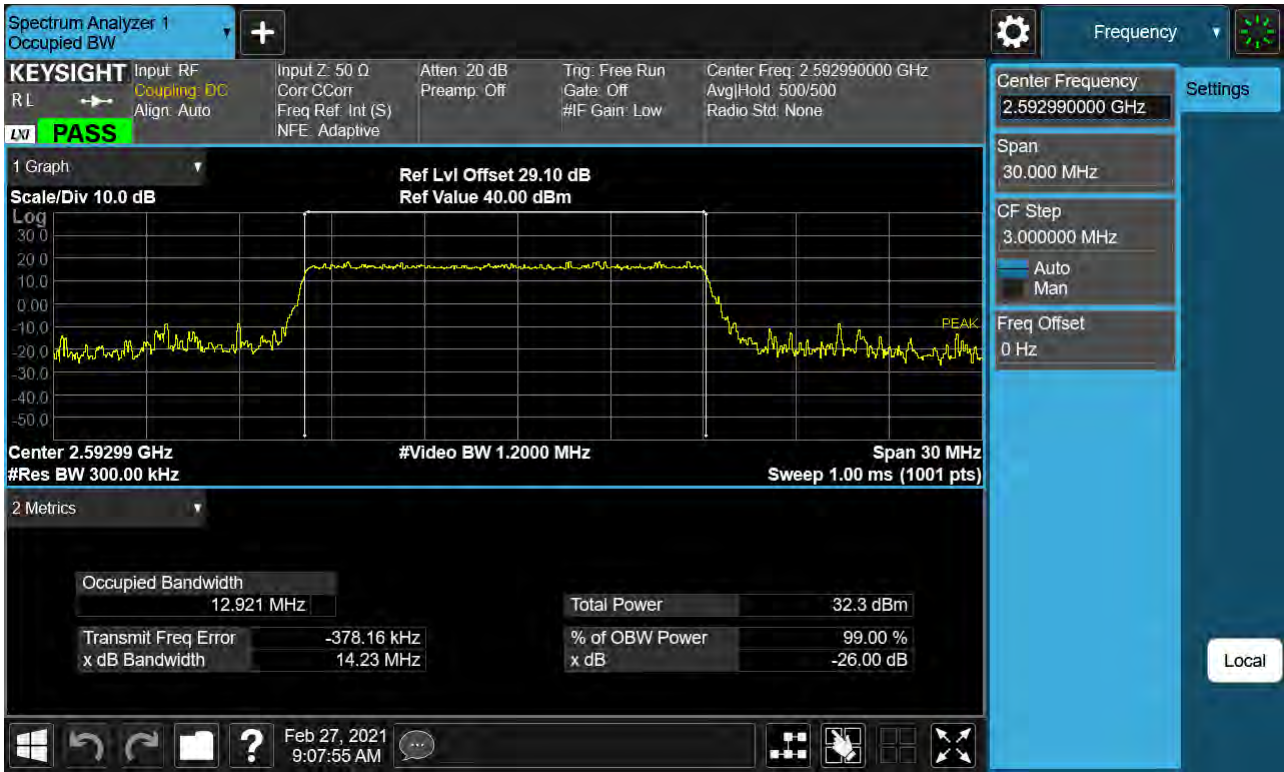 Spectrum Analyzer 1
Occupied BW
Frequency
KEYSIGHT
R L
LXI
PASS
Input: RF
Coupling: DC
Align: Auto
Input Z: 50 Ω
Corr CCorr
Freq Ref: Int (S)
NFE: Adaptive
Atten: 20 dB
Preamp: Off
Trig: Free Run
Gate: Off
#IF Gain: Low
Center Freq: 2.592990000 GHz
Avg|Hold: 500/500
Radio Std: None
Center Frequency
2.592990000 GHz
Settings
Span
30.000 MHz
CF Step
3.000000 MHz
Auto
Man
Freq Offset
0 Hz
Local
1 Graph
Scale/Div 10.0 dB
Ref Lvl Offset 29.10 dB
Ref Value 40.00 dBm
Log
30.0
20.0
10.0
0.00
-10.0
-20.0
-30.0
-40.0
-50.0
PEAK
Center 2.59299 GHz
#Video BW 1.2000 MHz
Span 30 MHz
#Res BW 300.00 kHz
Sweep 1.00 ms (1001 pts)
2 Metrics
Occupied Bandwidth
12.921 MHz
Total Power 32.3 dBm
Transmit Freq Error -378.16 kHz
% of OBW Power 99.00 %
x dB Bandwidth 14.23 MHz
x dB -26.00 dB
?
Feb 27, 2021
9:07:55 AM